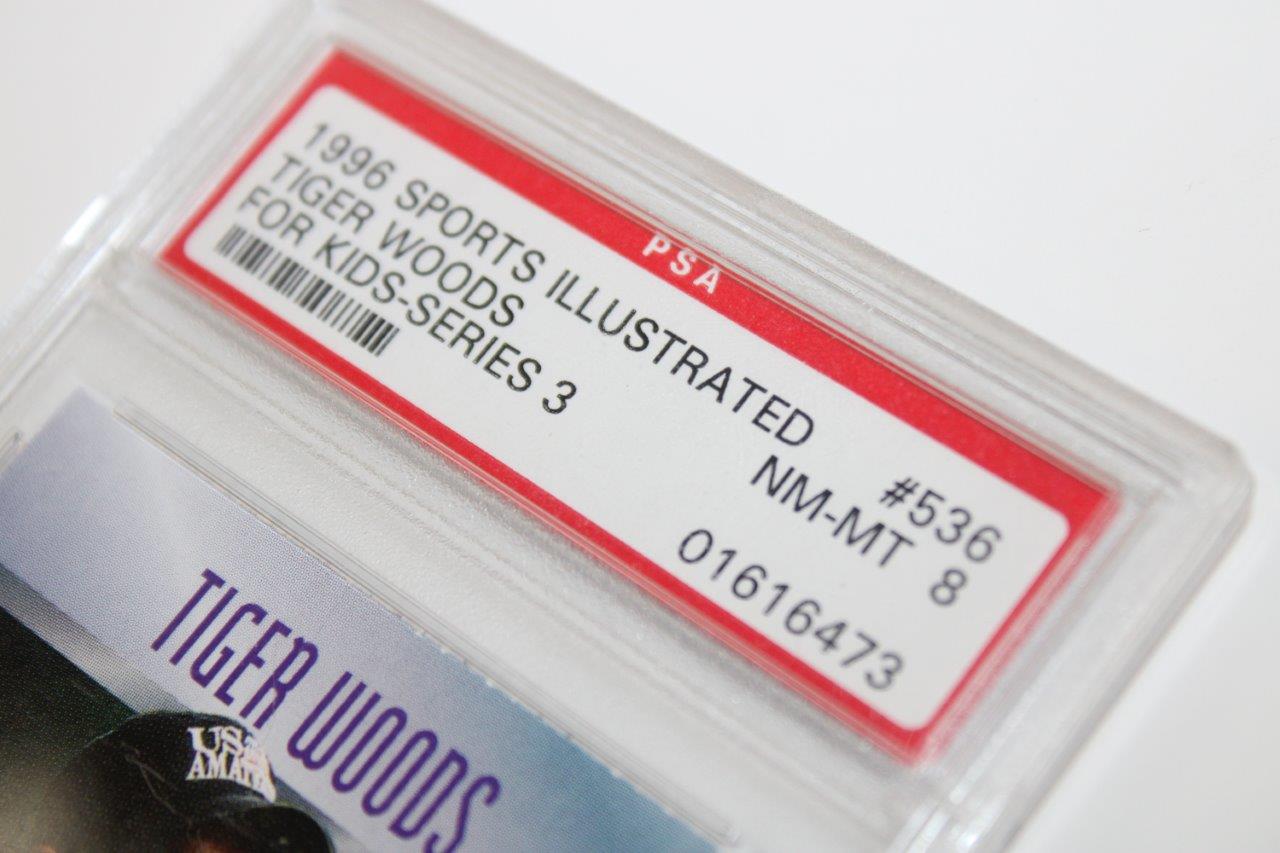 PSA
1996 SPORTS ILLUSTRATED #536
TIGER WOODS NM-MT 8
FOR KIDS-SERIES 3
01616473
TIGER WOODS